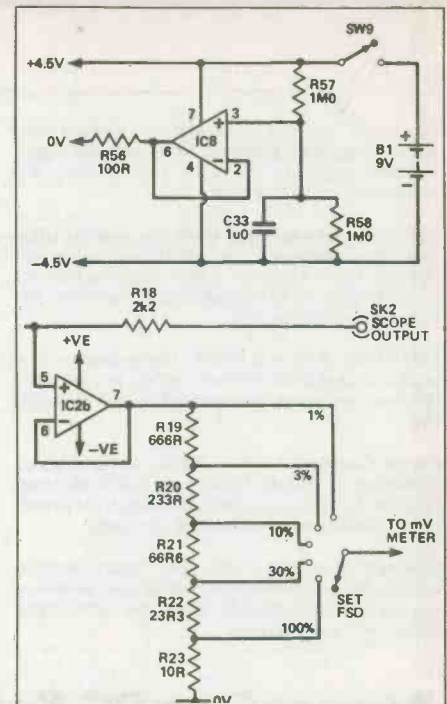 SW9
+4.5V
R57
1M0
7
3
+
0V
R56
100R
6
IC8
B1
9V
+
−
4
−
2
C33
1u0
R58
1M0
−4.5V
R18
2k2
SK2
SCOPE
OUTPUT
+VE
5
+
IC2b
7
6
−
−VE
1%
R19
666R
3%
R20
233R
10%
TO mV
METER
R21
66R6
30%
R22
23R3
100%
SET
FSD
R23
10R
0V